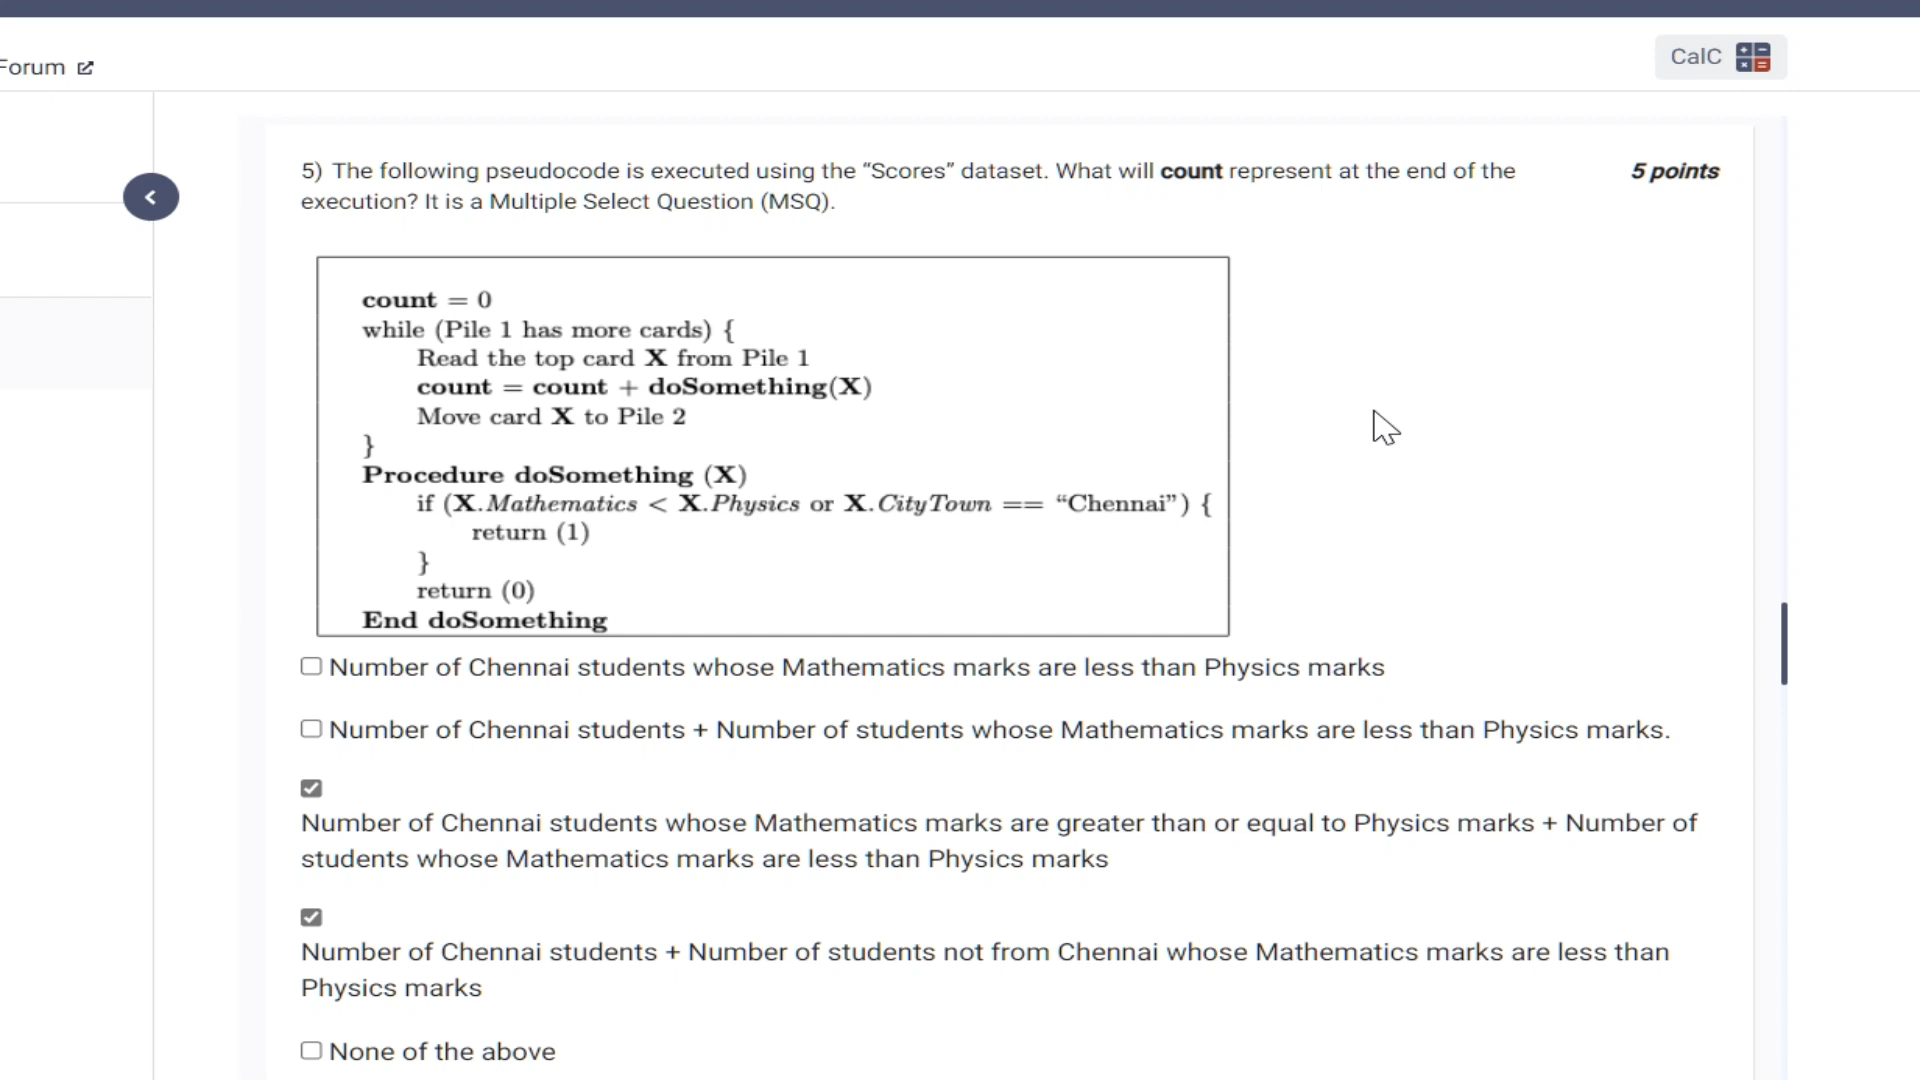 Forum
CalC
5) The following pseudocode is executed using the “Scores” dataset. What will count represent at the end of the
execution? It is a Multiple Select Question (MSQ).
5 points
count = 0
while (Pile 1 has more cards) {
Read the top card X from Pile 1
count = count + doSomething(X)
Move card X to Pile 2
}
Procedure doSomething (X)
if (X.Mathematics < X.Physics or X.CityTown == “Chennai”) {
return (1)
}
return (0)
End doSomething
Number of Chennai students whose Mathematics marks are less than Physics marks
Number of Chennai students + Number of students whose Mathematics marks are less than Physics marks.
Number of Chennai students whose Mathematics marks are greater than or equal to Physics marks + Number of
students whose Mathematics marks are less than Physics marks
Number of Chennai students + Number of students not from Chennai whose Mathematics marks are less than
Physics marks
None of the above